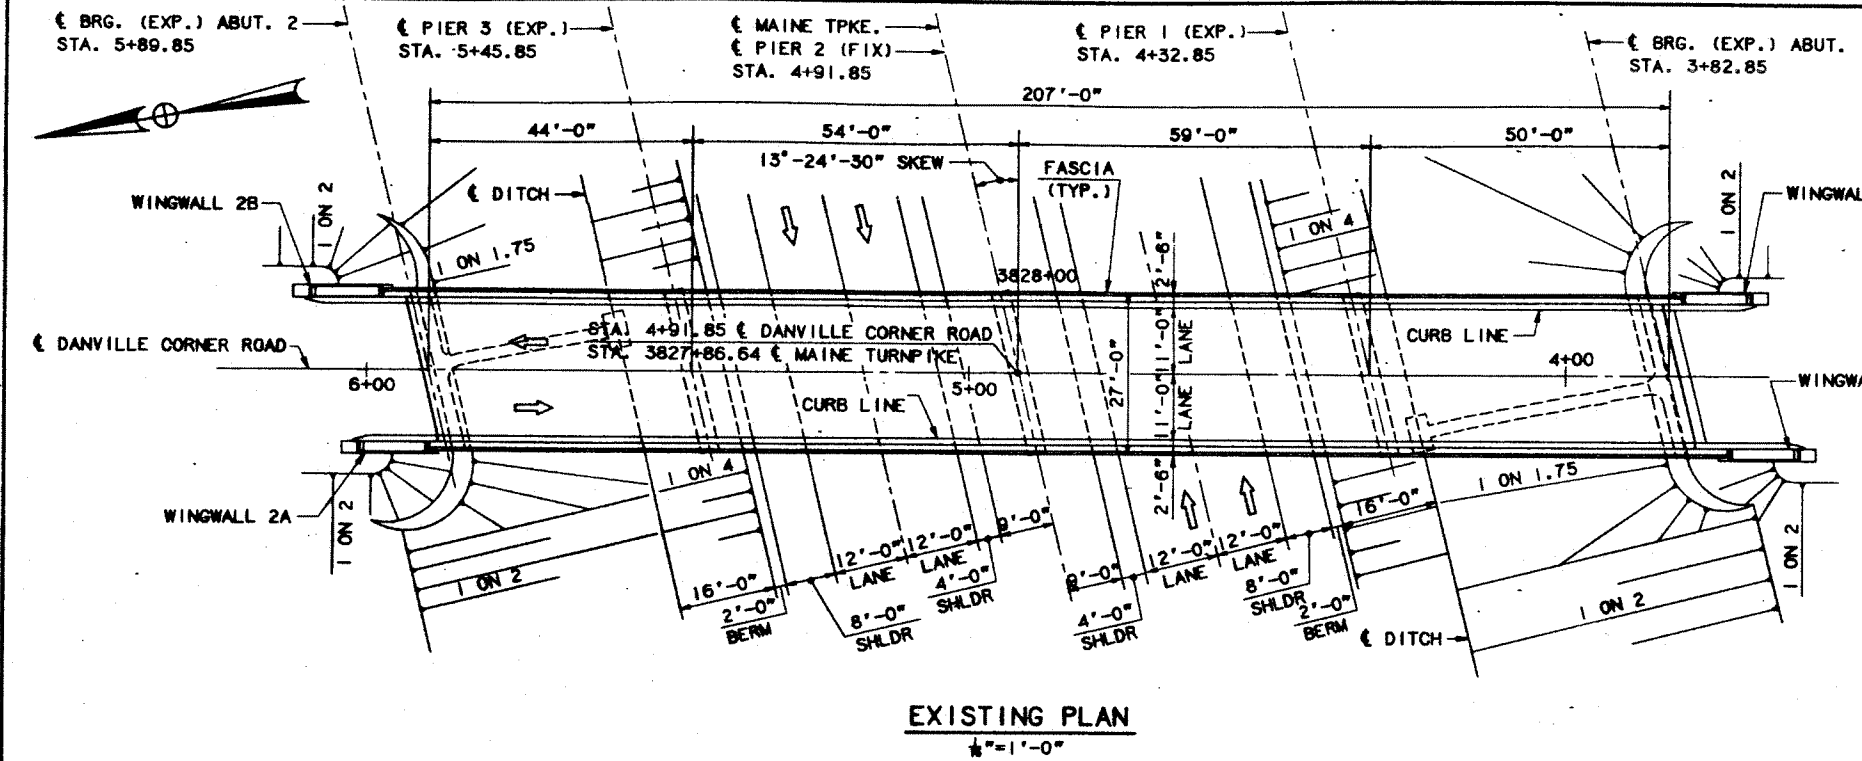 ℄ BRG. (EXP.) ABUT. 2
STA. 5+89.85
℄ PIER 3 (EXP.)
STA. 5+45.85
℄ MAINE TPKE.
℄ PIER 2 (FIX)
STA. 4+91.85
℄ PIER 1 (EXP.)
STA. 4+32.85
℄ BRG. (EXP.) ABUT.
STA. 3+82.85
207'-0"
44'-0"
54'-0"
59'-0"
50'-0"
13°-24'-30" SKEW
FASCIA
(TYP.)
℄ DITCH
WINGWALL 2B
1 ON 2
1 ON 1.75
1 ON 4
1 ON 2
WINGWAL
3828+00
2'-6"
STA. 4+91.85 ℄ DANVILLE CORNER ROAD
STA. 3827+86.64 ℄ MAINE TURNPIKE
11'-0"
LANE
CURB LINE
℄ DANVILLE CORNER ROAD
6+00
5+00
4+00
27'-0"
11'-0"
LANE
CURB LINE
WINGWA
2'-6"
1 ON 4
1 ON 1.75
WINGWALL 2A
1 ON 2
1 ON 2
16'-0"
2'-0"
BERM
8'-0"
SHLDR
12'-0"
LANE
12'-0"
LANE
4'-0"
SHLDR
9'-0"
9'-0"
4'-0"
SHLDR
12'-0"
LANE
12'-0"
LANE
8'-0"
SHLDR
2'-0"
BERM
16'-0"
℄ DITCH
1 ON 2
1 ON 2
EXISTING PLAN
"=1'-0"